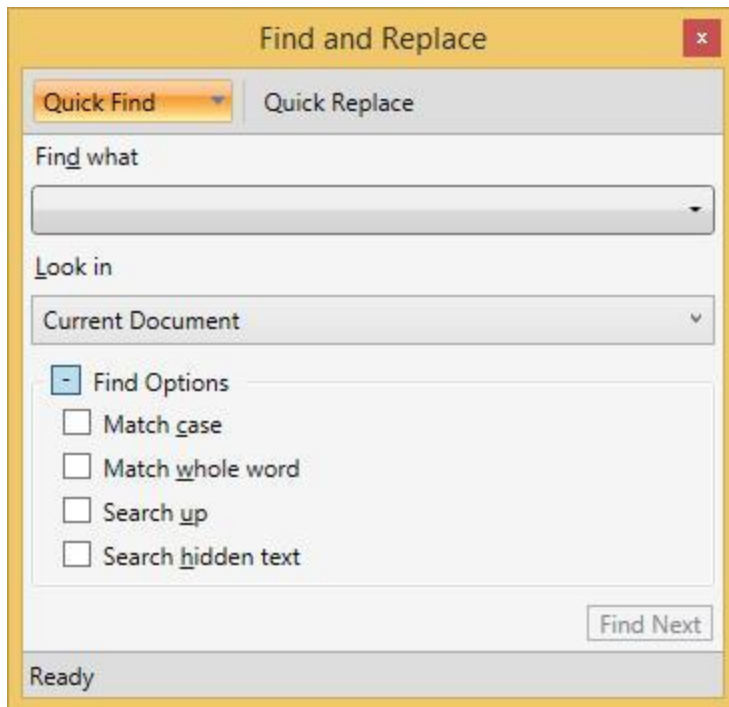 Find and Replace x
Quick Find Quick Replace
Find what
Look in
Current Document
- Find Options
Match case
Match whole word
Search up
Search hidden text
Find Next
Ready